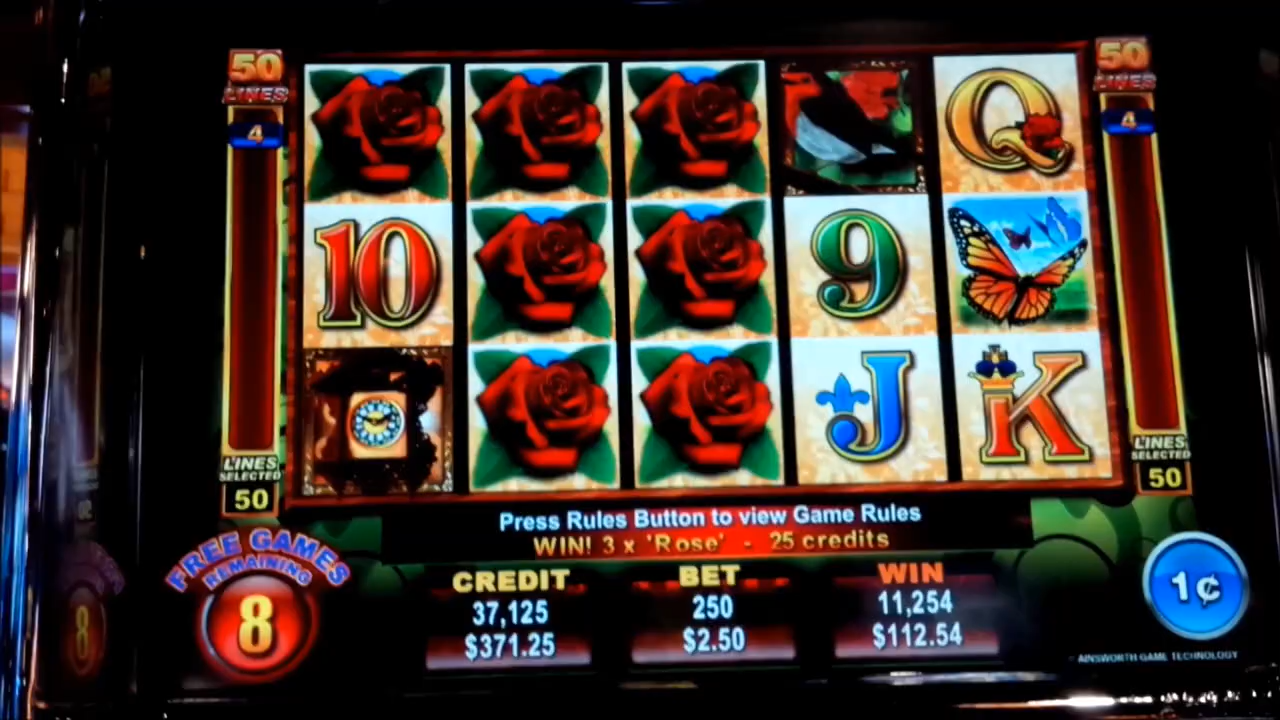 50
LINES
4
50
LINES
4
Q
10
9
J
K
LINES
SELECTED
50
LINES
SELECTED
50
Press Rules Button to view Game Rules
WIN! 3 x 'Rose' - 25 credits
FREE GAMES
REMAINING
8
8
CREDIT
37,125
$371.25
BET
250
$2.50
WIN
11,254
$112.54
1¢
AINSWORTH GAME TECHNOLOGY